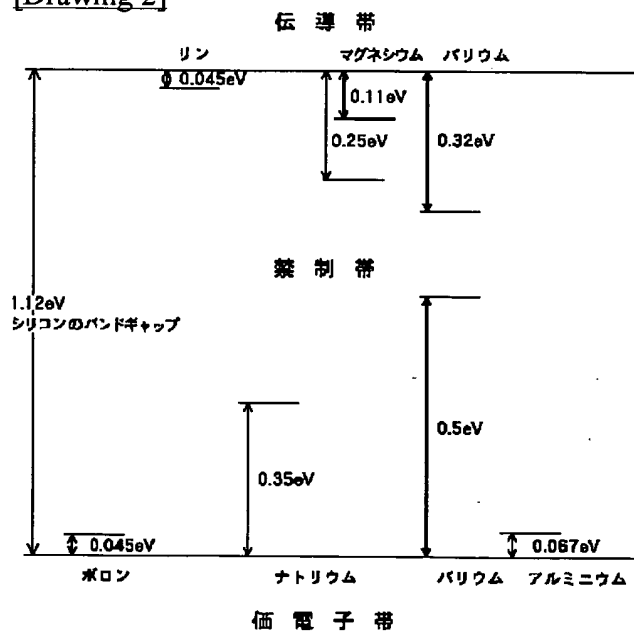 [Drawing 2]
伝 導 帯
リン マグネシウム バリウム
0.045eV
0.11eV
0.25eV 0.32eV
禁 制 帯
1.12eV
シリコンのバンドギャップ
0.5eV
0.35eV
0.045eV 0.067eV
ボロン ナトリウム バリウム アルミニウム
価 電 子 帯